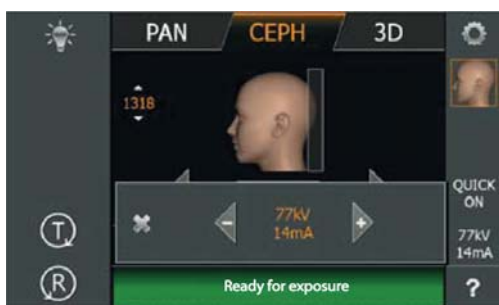 PAN
CEPH
3D
1318
77kV
14mA
QUICK
ON
77kV
14mA
T
R
Ready for exposure
?